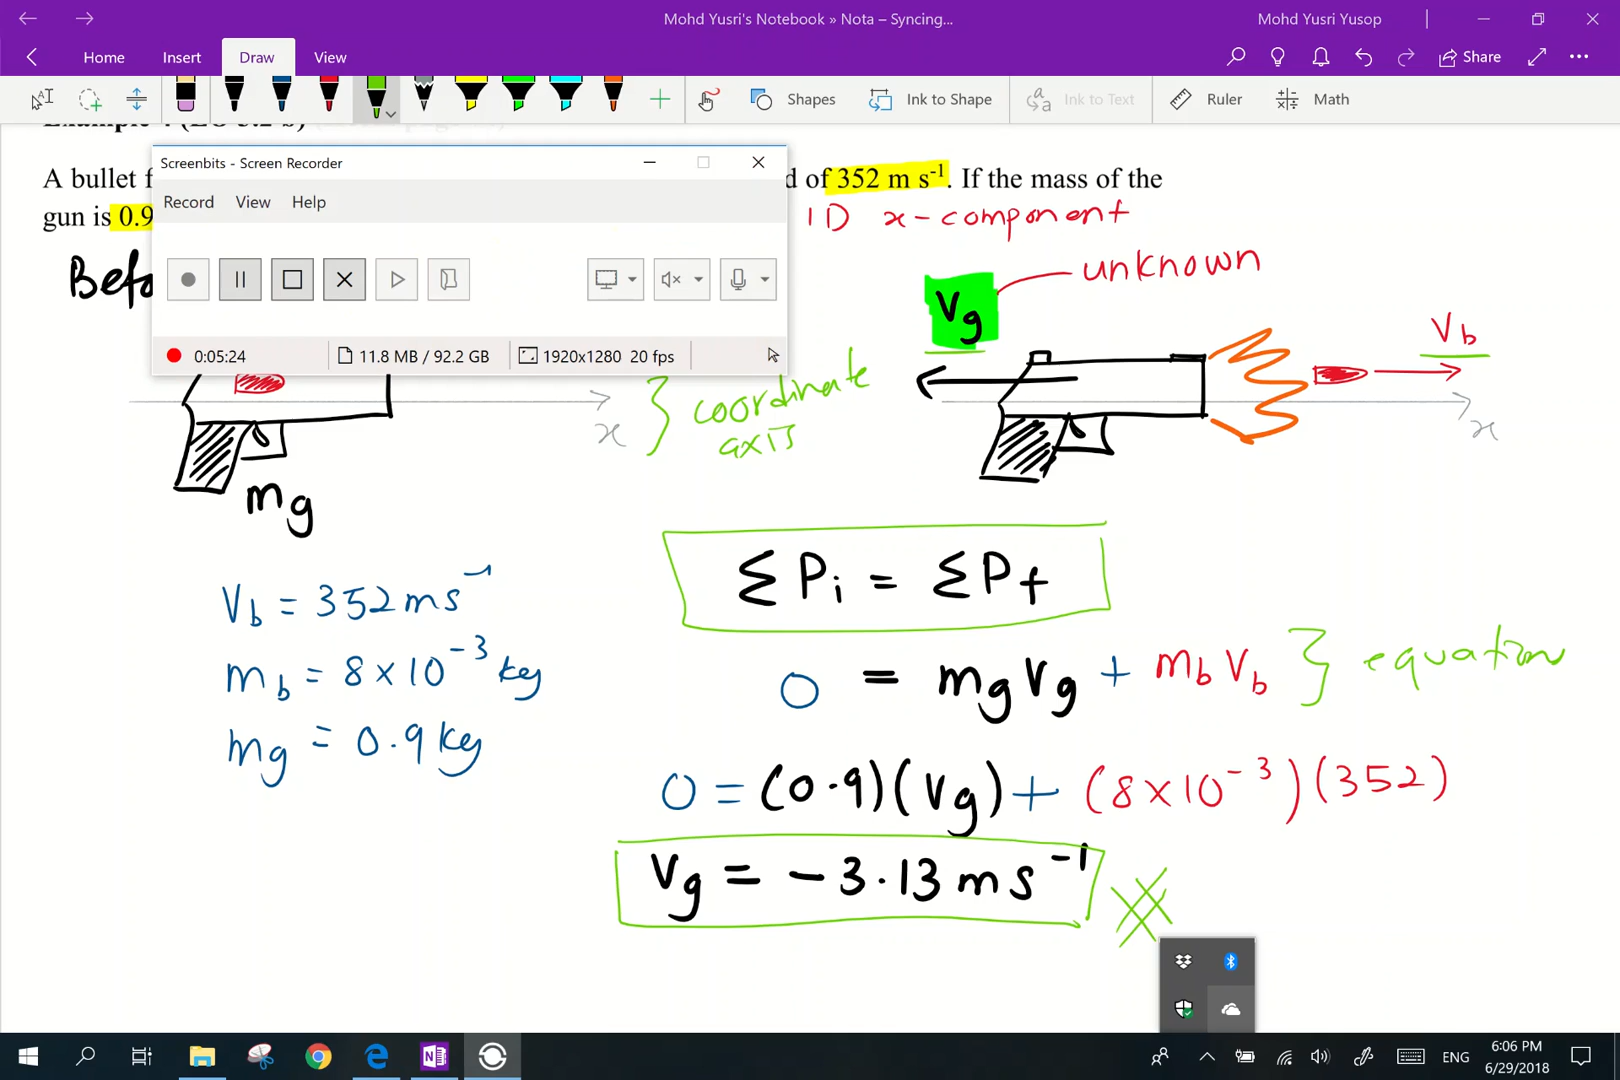 Mohd Yusri's Notebook » Nota – Syncing...
Mohd Yusri Yusop
Home
Insert
Draw
View
Share
Shapes
Ink to Shape
Ink to Text
Ruler
Math
A bullet f
d of 352 m s-1. If the mass of the
gun is 0.9
Screenbits - Screen Recorder
Record
View
Help
0:05:24
11.8 MB / 92.2 GB
1920x1280 20 fps
1D x-component
Befo
Vg
unknown
Vb
coordinate
axis
x
x
mg
ΣPi = ΣPf
Vb = 352 ms⁻¹
mb = 8×10⁻³ kg
mg = 0.9 kg
0 = mgVg + mbVb } equation
0 = (0.9)(Vg) + (8×10⁻³)(352)
Vg = -3.13 ms⁻¹
ENG
6:06 PM
6/29/2018